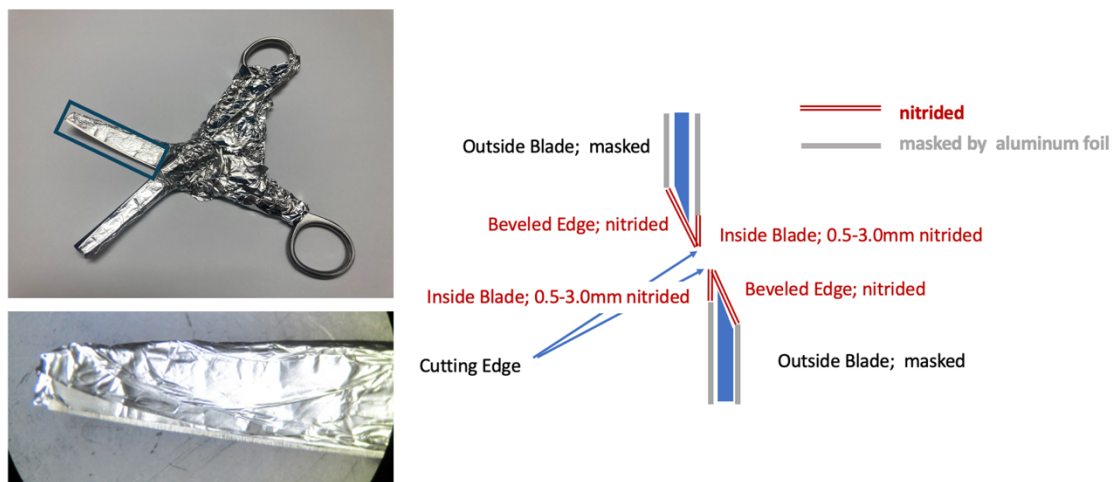 nitrided
masked by aluminum foil
Outside Blade; masked
Beveled Edge; nitrided
Inside Blade; 0.5-3.0mm nitrided
Inside Blade; 0.5-3.0mm nitrided
Beveled Edge; nitrided
Cutting Edge
Outside Blade; masked